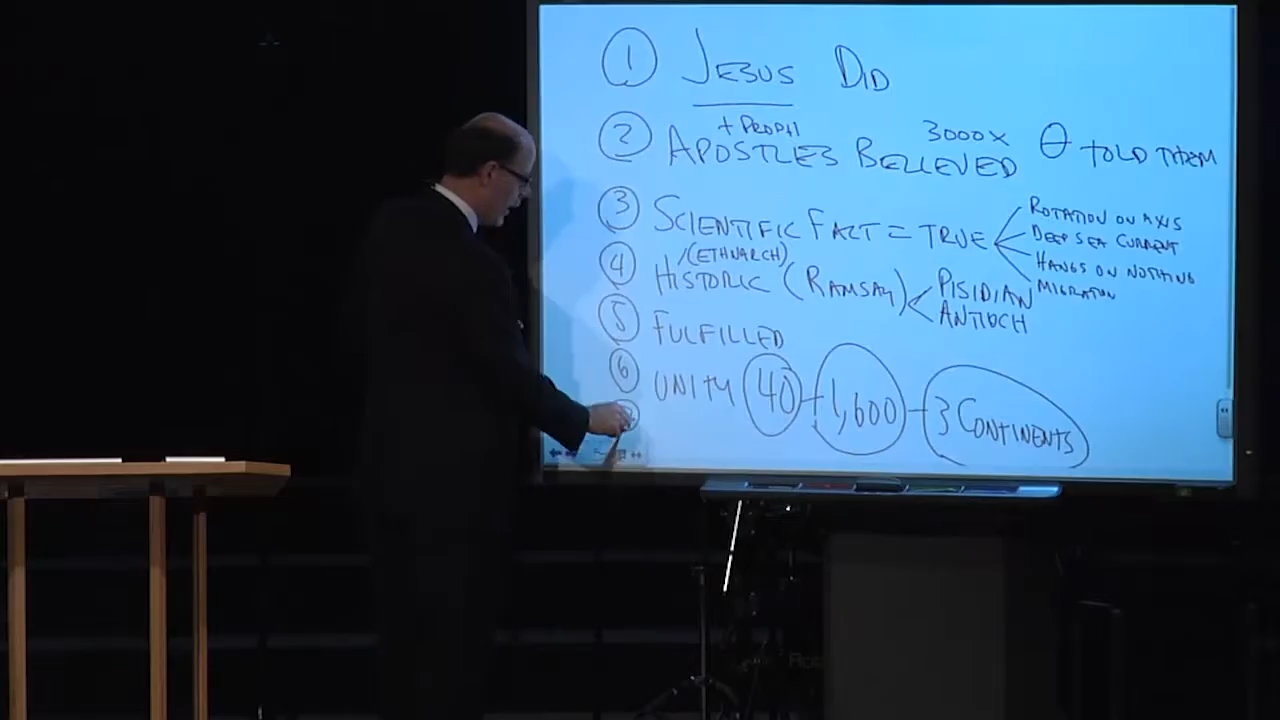 1 JESUS DID
+ PROPH 3000X
2 APOSTLES BELIEVED θ TOLD THEM
3 SCIENTIFIC FACT = TRUE
ROTATION ON AXIS
DEEP SEA CURRENT
HANGS ON NOTHING
MIGRATION
(ETHNARCH)
4 HISTORIC (RAMSAY) PISIDIAN ANTIOCH
5 FULFILLED
6 UNITY 40 - 1,600 - 3 CONTINENTS